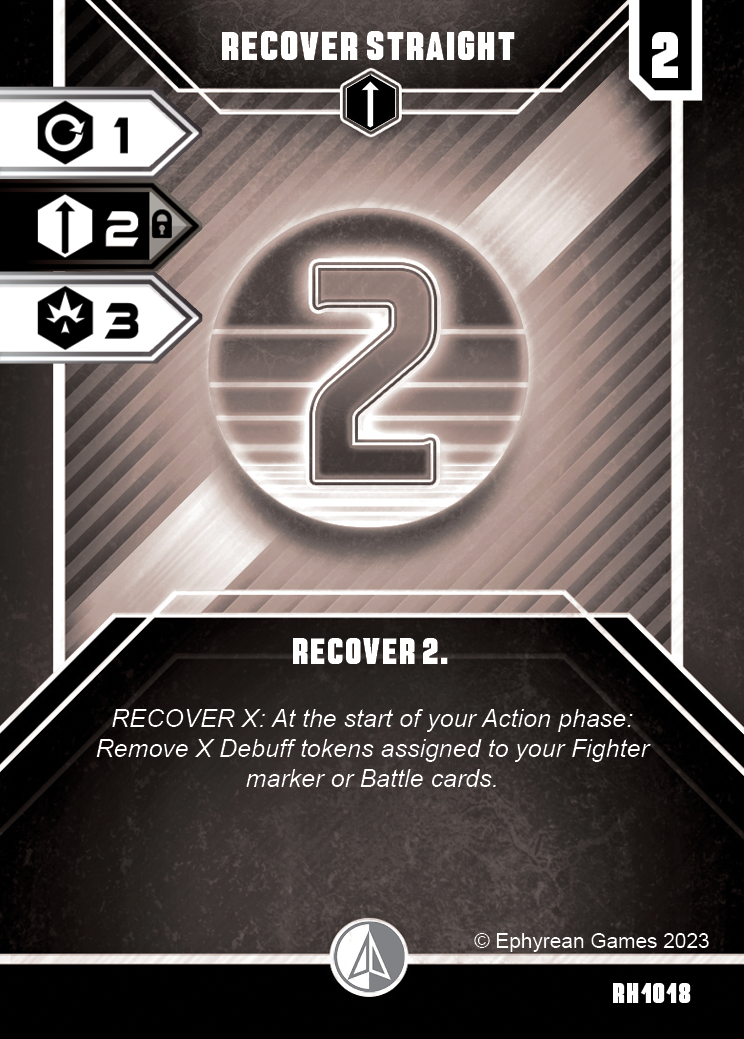 RECOVER STRAIGHT
2
1
2
3
2
RECOVER 2.
RECOVER X: At the start of your Action phase:
Remove X Debuff tokens assigned to your Fighter
marker or Battle cards.
© Ephyrean Games 2023
RH1018